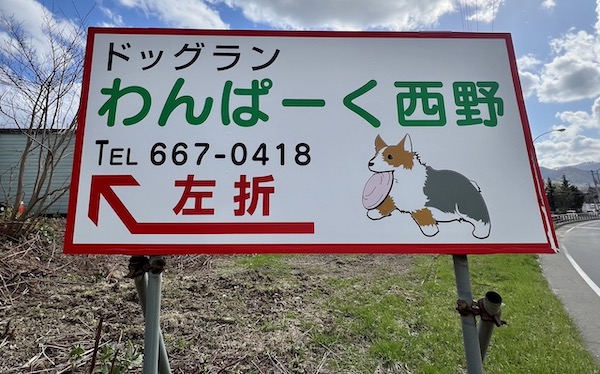 ドッグラン
わんぱーく西野
TEL 667-0418
左折